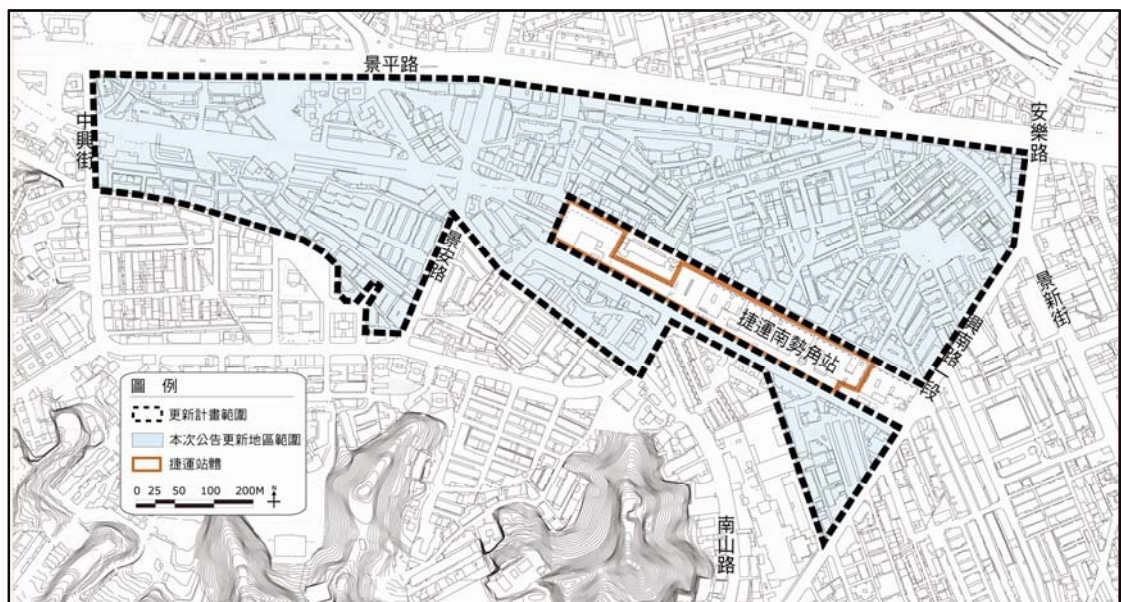 景平路
中興街
安樂路
景安路
捷運南勢角站
興南路一段
景新街
南山路
圖 例
更新計畫範圍
本次公告更新地區範圍
捷運站體
0 25 50 100 200M
N